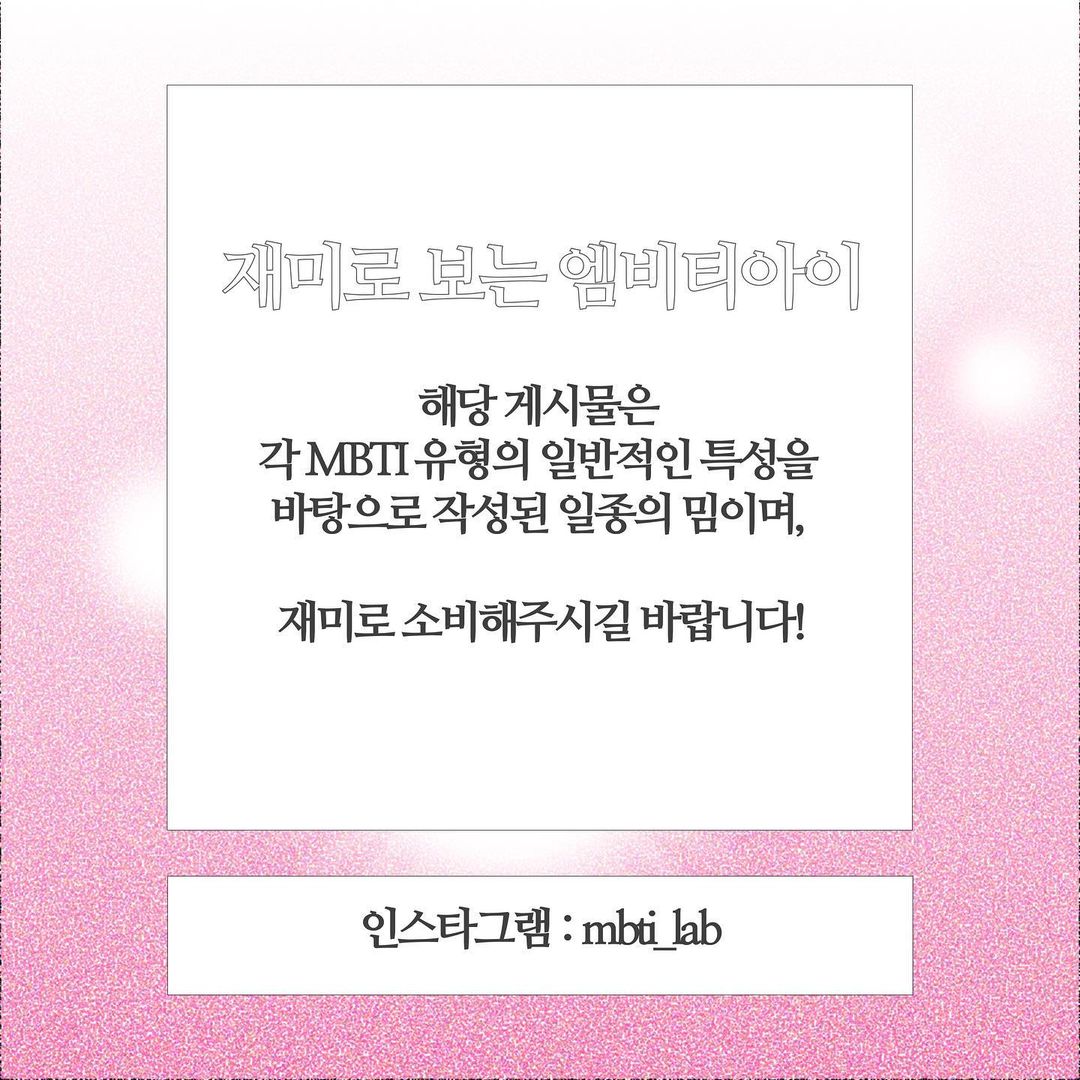 재미로 보는 엠비티아이
해당 게시물은
각 MBTI 유형의 일반적인 특성을
바탕으로 작성된 일종의 밈이며,
재미로 소비해주시길 바랍니다!
인스타그램 : mbti_lab